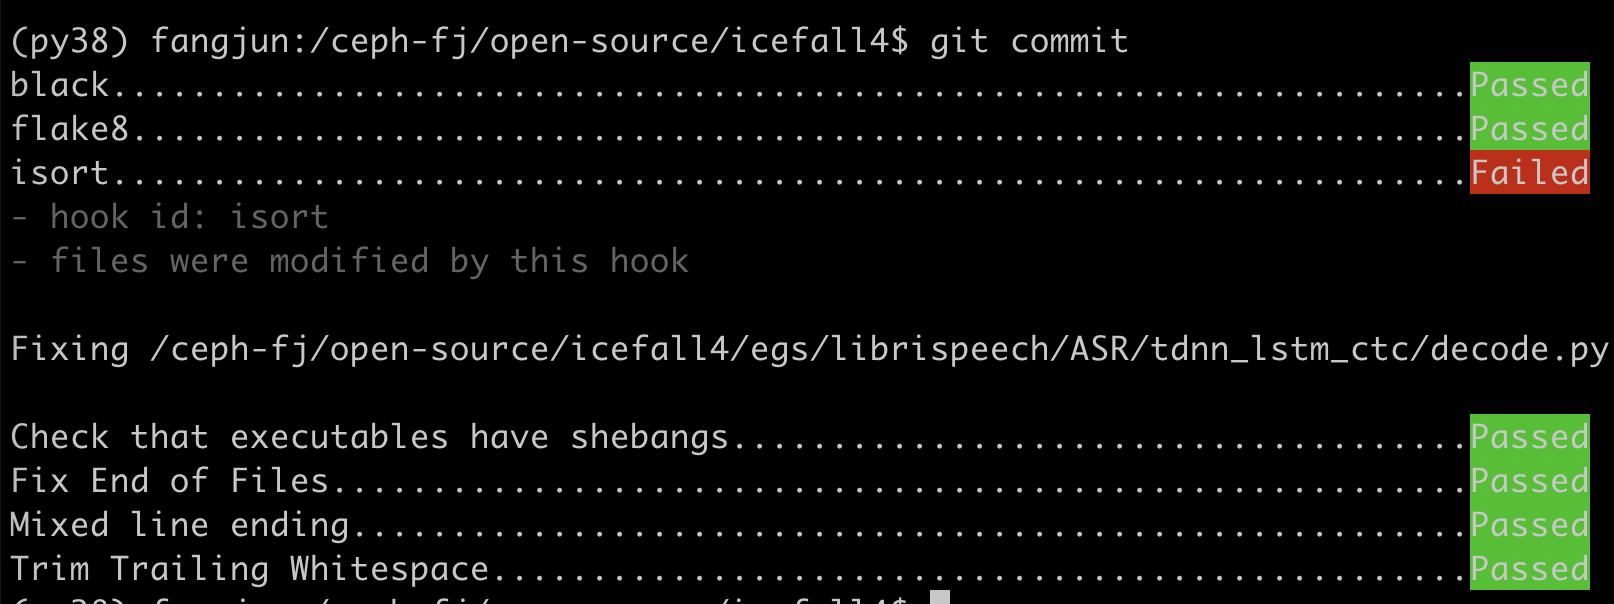 (py38) fangjun:/ceph-fj/open-source/icefall4$ git commit
black....................................................................Passed
flake8...................................................................Passed
isort....................................................................Failed
- hook id: isort
- files were modified by this hook
Fixing /ceph-fj/open-source/icefall4/egs/librispeech/ASR/tdnn_lstm_ctc/decode.py
Check that executables have shebangs.....................................Passed
Fix End of Files.........................................................Passed
Mixed line ending........................................................Passed
Trim Trailing Whitespace.................................................Passed